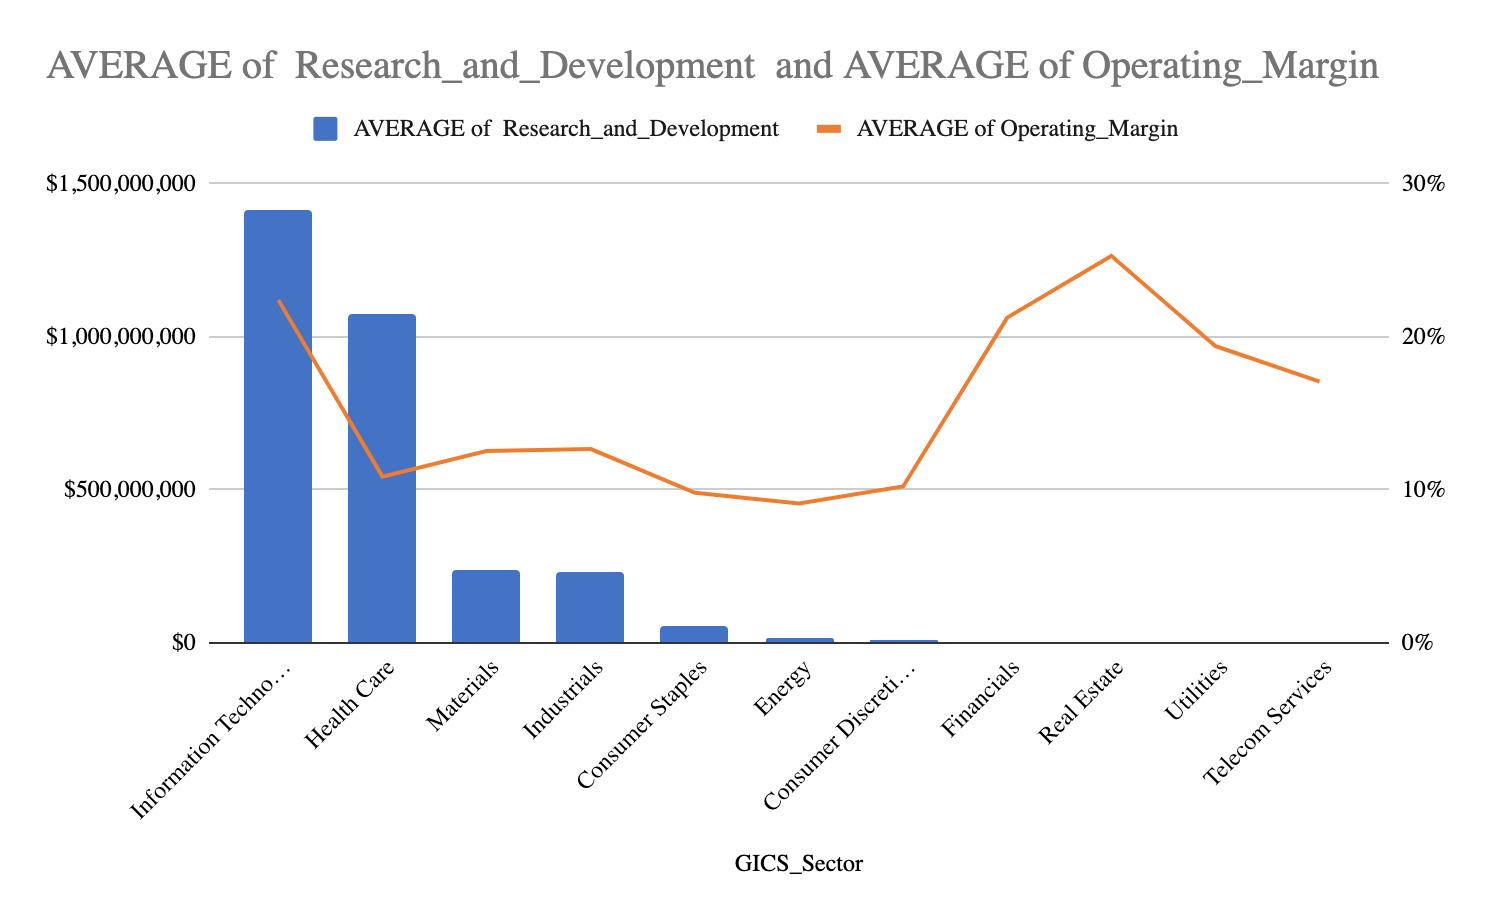 AVERAGE of  Research_and_Development  and AVERAGE of Operating_Margin
AVERAGE of  Research_and_Development
AVERAGE of Operating_Margin
$1,500,000,000
$1,000,000,000
$500,000,000
$0
30%
20%
10%
0%
Information Techno…
Health Care
Materials
Industrials
Consumer Staples
Energy
Consumer Discreti…
Financials
Real Estate
Utilities
Telecom Services
GICS_Sector